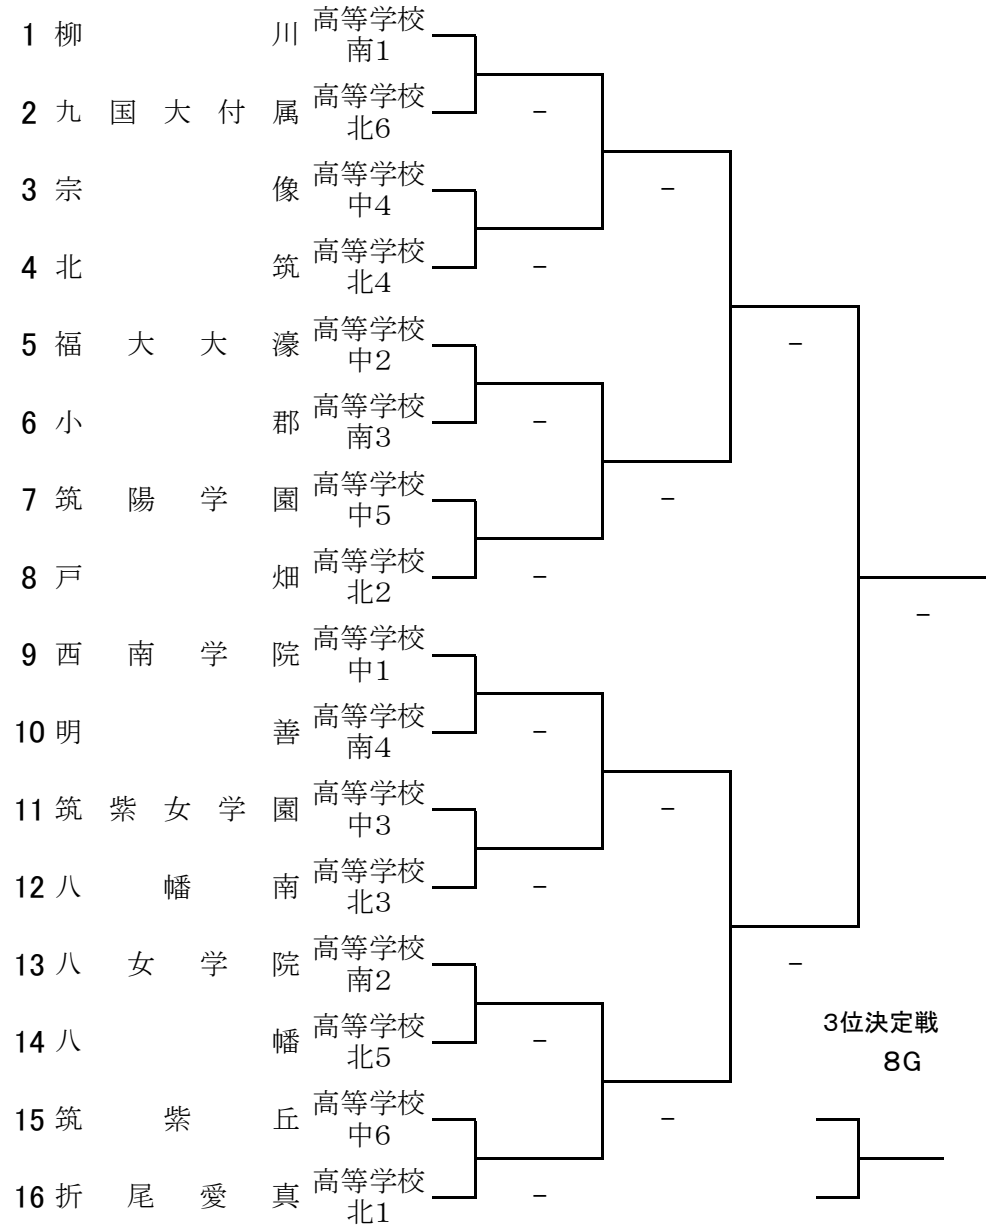 1 柳川 高等学校 南1
2 九国大付属 高等学校 北6
-
3 宗像 高等学校 中4
-
4 北筑 高等学校 北4
-
5 福大大濠 高等学校 中2
-
6 小郡 高等学校 南3
-
7 筑陽学園 高等学校 中5
-
8 戸畑 高等学校 北2
-
-
9 西南学院 高等学校 中1
10 明善 高等学校 南4
-
11 筑紫女学園 高等学校 中3
-
12 八幡南 高等学校 北3
-
13 八女学院 高等学校 南2
-
14 八幡 高等学校 北5
-
3位決定戦
8G
15 筑紫丘 高等学校 中6
-
16 折尾愛真 高等学校 北1
-